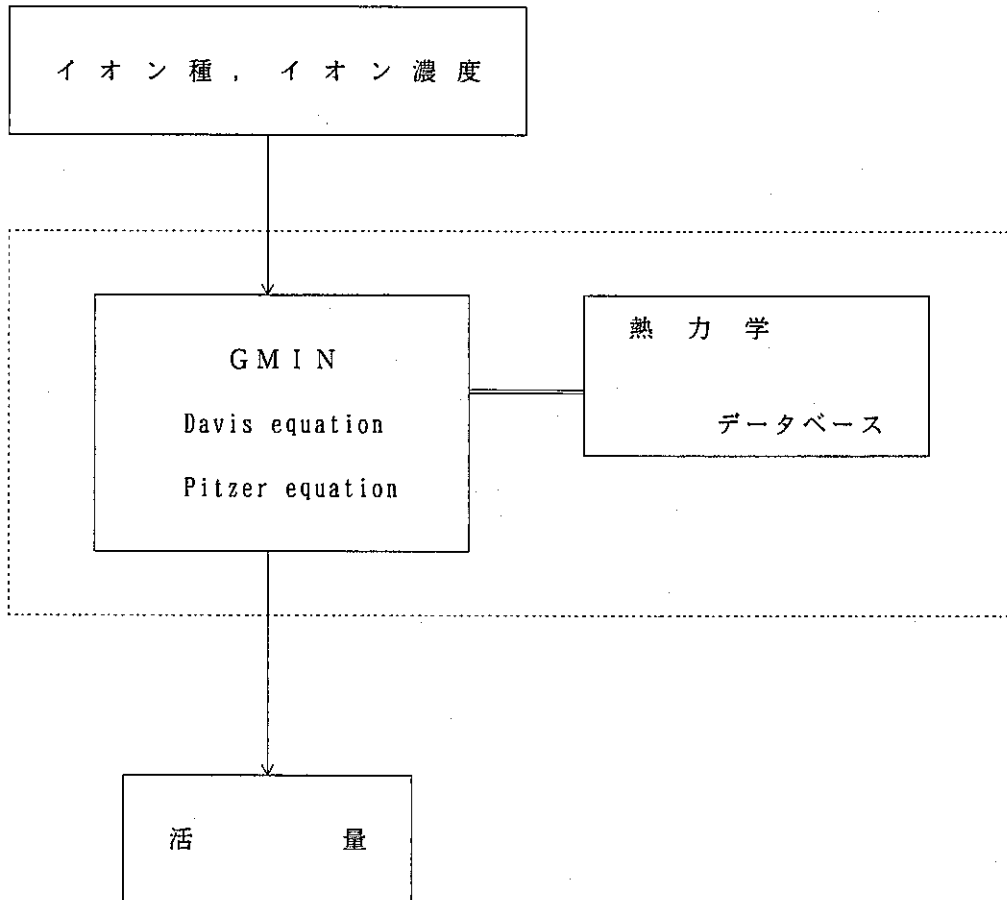 イオン種，イオン濃度
GMIN
Davis equation
Pitzer equation
熱力学
データベース
活量